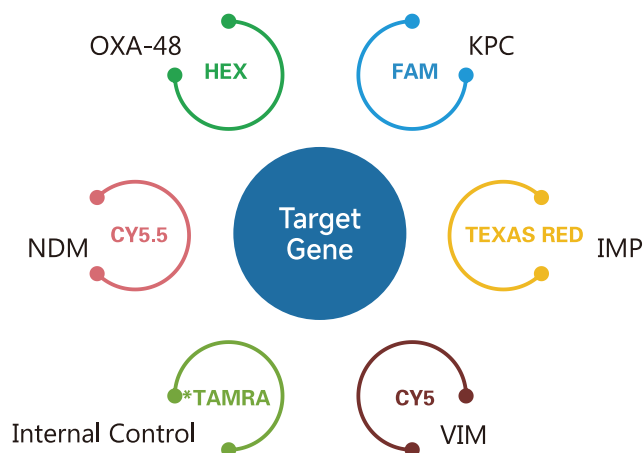 OXA-48
HEX
FAM
KPC
NDM
CY5.5
Target
Gene
TEXAS RED
IMP
Internal Control
*TAMRA
CY5
VIM